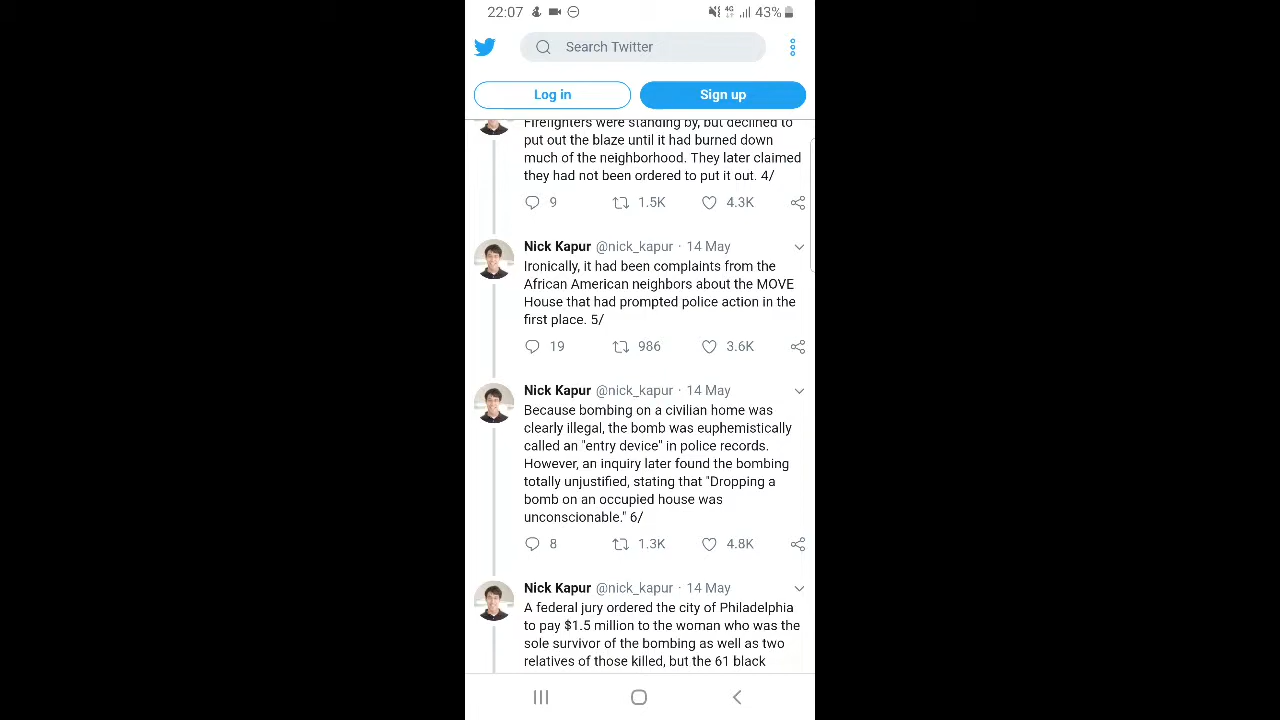 22:07 4G 43%
Search Twitter
Log in Sign up
Firefighters were standing by, but declined to
put out the blaze until it had burned down
much of the neighborhood. They later claimed
they had not been ordered to put it out. 4/
9 1.5K 4.3K
Nick Kapur @nick_kapur · 14 May
Ironically, it had been complaints from the
African American neighbors about the MOVE
House that had prompted police action in the
first place. 5/
19 986 3.6K
Nick Kapur @nick_kapur · 14 May
Because bombing on a civilian home was
clearly illegal, the bomb was euphemistically
called an "entry device" in police records.
However, an inquiry later found the bombing
totally unjustified, stating that "Dropping a
bomb on an occupied house was
unconscionable." 6/
8 1.3K 4.8K
Nick Kapur @nick_kapur · 14 May
A federal jury ordered the city of Philadelphia
to pay $1.5 million to the woman who was the
sole survivor of the bombing as well as two
relatives of those killed, but the 61 black